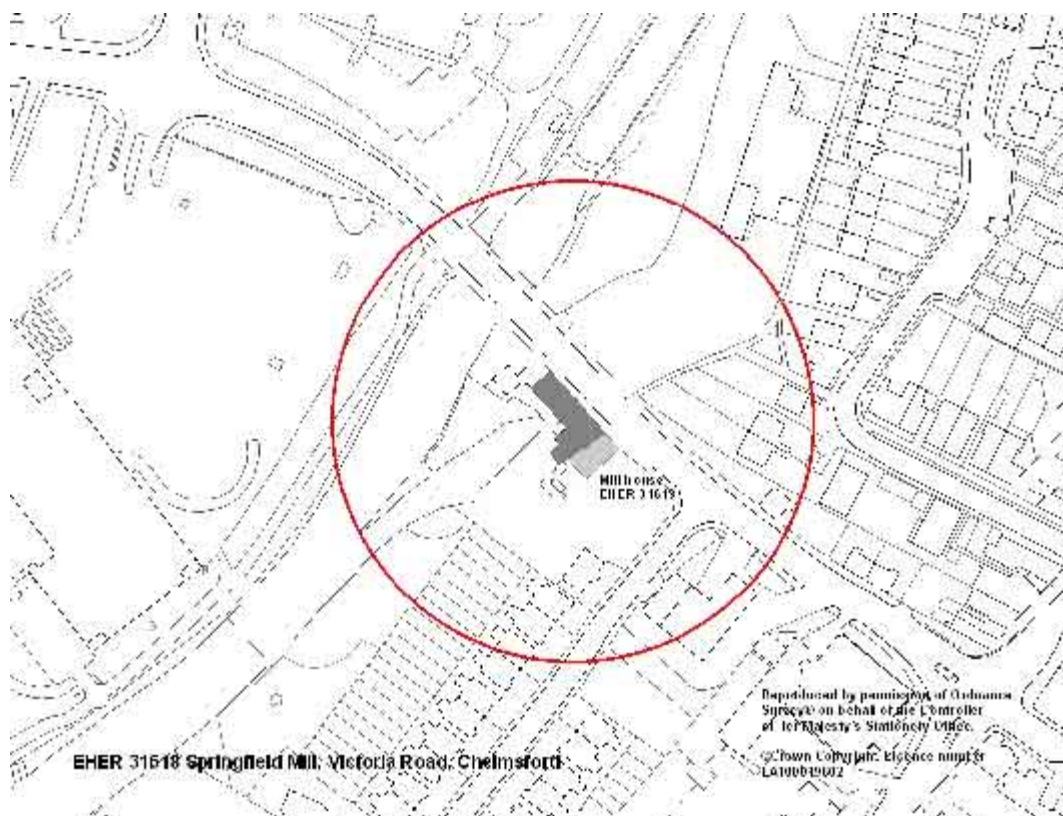 Mill house
EHER 31619
Reproduced by permission of Ordnance
Survey® on behalf of the Controller
of Her Majesty's Stationery Office.
© Crown Copyright. Licence number
EHER 31618 Springfield Mill, Victoria Road, Chelmsford